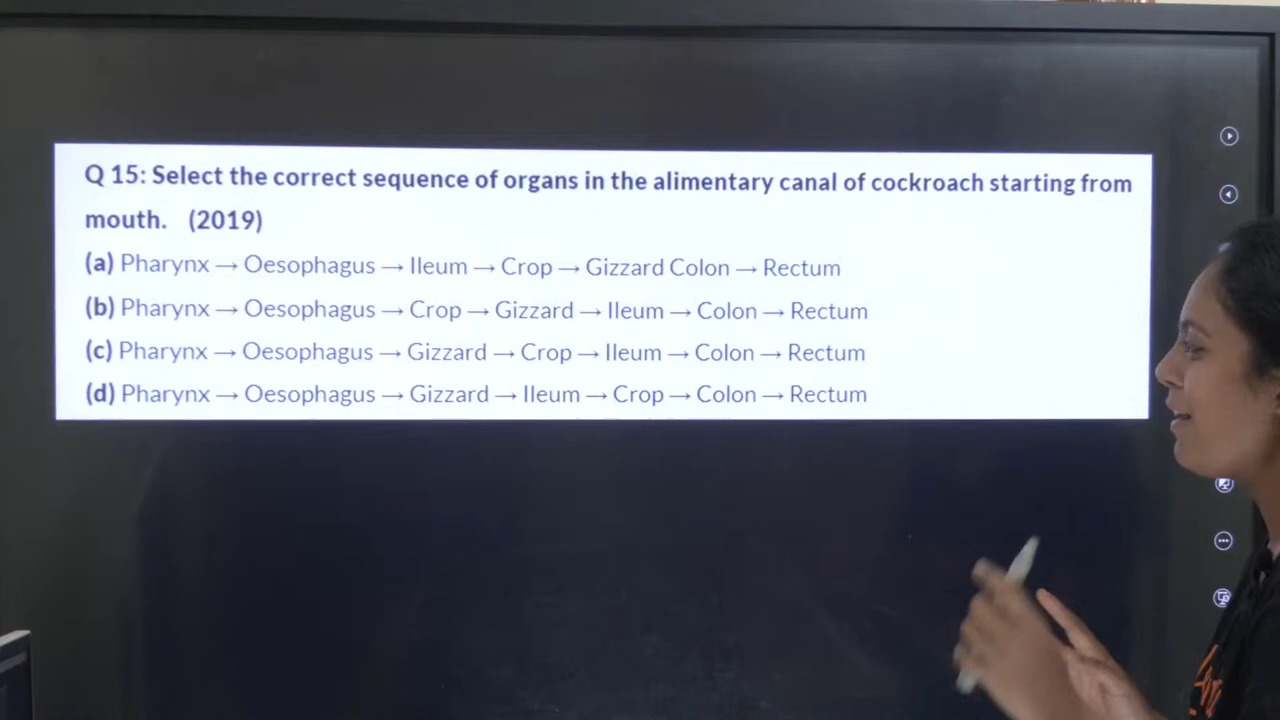 Q 15: Select the correct sequence of organs in the alimentary canal of cockroach starting from
mouth. (2019)
(a) Pharynx → Oesophagus → Ileum → Crop → Gizzard Colon → Rectum
(b) Pharynx → Oesophagus → Crop → Gizzard → Ileum → Colon → Rectum
(c) Pharynx → Oesophagus → Gizzard → Crop → Ileum → Colon → Rectum
(d) Pharynx → Oesophagus → Gizzard → Ileum → Crop → Colon → Rectum